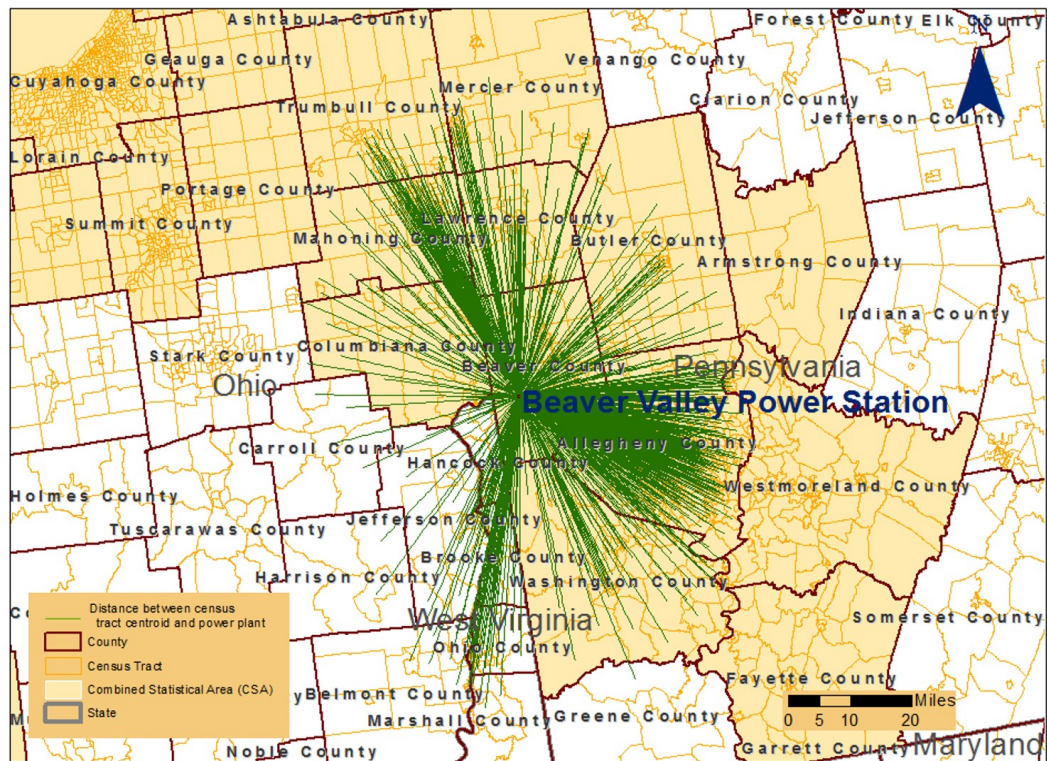 Ashtabula County
Forest County
Elk County
N
Geauga County
Venango County
Cuyahoga County
Mercer County
Trumbull County
Clarion County
Jefferson County
Lorain County
Portage County
Summit County
Lawrence County
Mahoning County
Butler County
Armstrong County
Indiana County
Columbiana County
Stark County
Beaver County
Pennsylvania
Ohio
Beaver Valley Power Station
Carroll County
Allegheny County
Hancock County
Holmes County
Westmoreland County
Tuscarawas County
Jefferson County
Brooke County
Harrison County
Washington County
West Virginia
Somerset County
Ohio County
Fayette County
Belmont County
Marshall County
Greene County
Noble County
Garrett County
Maryland
Distance between census
tract centroid and power plant
County
Census Tract
Combined Statistical Area (CSA)
State
Miles
0 5 10 20